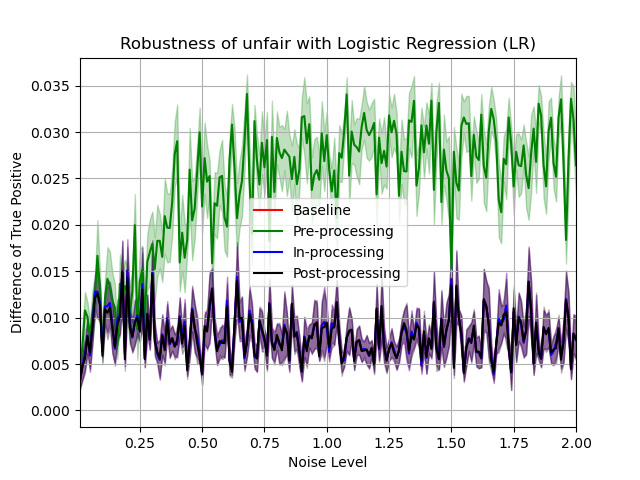 Robustness of unfair with Logistic Regression (LR)
Difference of True Positive
0.035
0.030
0.025
0.020
0.015
0.010
0.005
0.000
Baseline
Pre-processing
In-processing
Post-processing
0.25 0.50 0.75 1.00 1.25 1.50 1.75 2.00
Noise Level